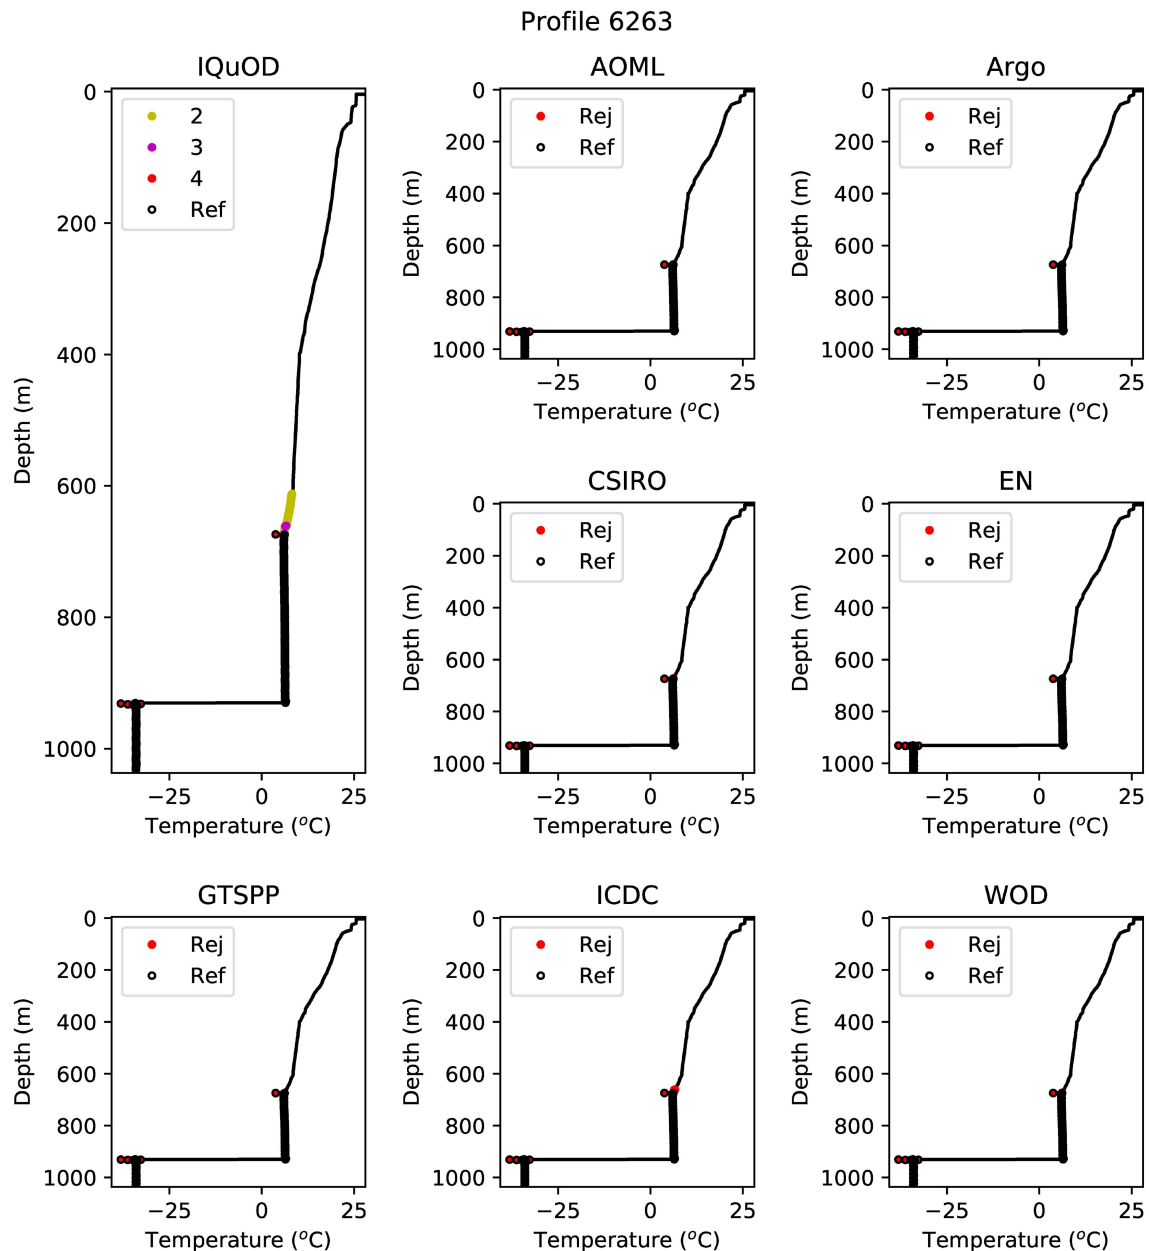 Profile 6263
IQuOD
0
200
400
600
800
1000
Depth (m)
2
3
4
Ref
−25 0 25
Temperature (°C)
AOML
0
200
400
600
800
1000
Depth (m)
Rej
Ref
−25 0 25
Temperature (°C)
Argo
0
200
400
600
800
1000
Depth (m)
Rej
Ref
−25 0 25
Temperature (°C)
CSIRO
0
200
400
600
800
1000
Depth (m)
Rej
Ref
−25 0 25
Temperature (°C)
EN
0
200
400
600
800
1000
Depth (m)
Rej
Ref
−25 0 25
Temperature (°C)
GTSPP
0
200
400
600
800
1000
Depth (m)
Rej
Ref
−25 0 25
Temperature (°C)
ICDC
0
200
400
600
800
1000
Depth (m)
Rej
Ref
−25 0 25
Temperature (°C)
WOD
0
200
400
600
800
1000
Depth (m)
Rej
Ref
−25 0 25
Temperature (°C)